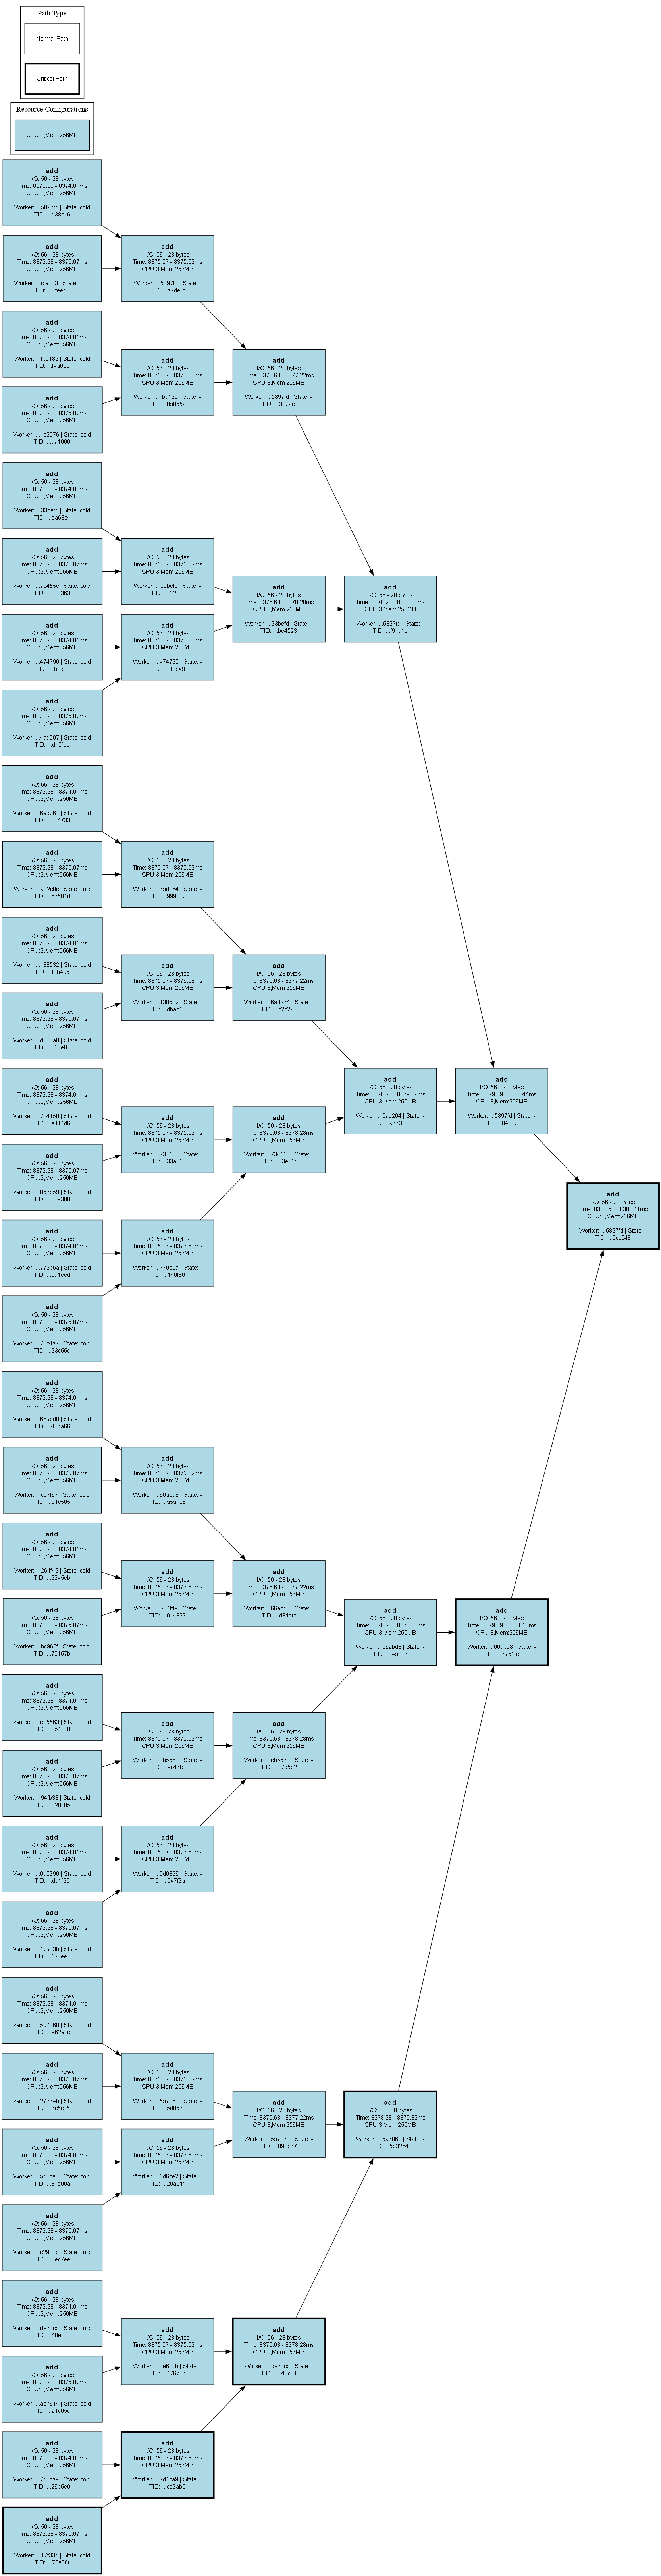 Path Type
Normal Path
Critical Path
Resource Configurations
CPU:3,Mem:256MB
add
I/O: 56 - 28 bytes
Time: 8373.98 - 8374.01ms
CPU:3,Mem:256MB
Worker: ...5897fd | State: cold
TID: ...438c16
add
I/O: 56 - 28 bytes
Time: 8373.98 - 8375.07ms
CPU:3,Mem:256MB
Worker: ...cfa803 | State: cold
TID: ...4feed5
add
I/O: 56 - 28 bytes
Time: 8373.98 - 8374.01ms
CPU:3,Mem:256MB
Worker: ...fbd139 | State: cold
TID: ...f4a05b
add
I/O: 56 - 28 bytes
Time: 8373.98 - 8375.07ms
CPU:3,Mem:256MB
Worker: ...1b3976 | State: cold
TID: ...aa1666
add
I/O: 56 - 28 bytes
Time: 8373.98 - 8374.01ms
CPU:3,Mem:256MB
Worker: ...33befd | State: cold
TID: ...da63c4
add
I/O: 56 - 28 bytes
Time: 8373.98 - 8375.07ms
CPU:3,Mem:256MB
Worker: ...70455c | State: cold
TID: ...28d363
add
I/O: 56 - 28 bytes
Time: 8373.98 - 8374.01ms
CPU:3,Mem:256MB
Worker: ...474790 | State: cold
TID: ...fb0d9c
add
I/O: 56 - 28 bytes
Time: 8373.98 - 8375.07ms
CPU:3,Mem:256MB
Worker: ...4ad997 | State: cold
TID: ...d10feb
add
I/O: 56 - 28 bytes
Time: 8373.98 - 8374.01ms
CPU:3,Mem:256MB
Worker: ...6ad264 | State: cold
TID: ...304733
add
I/O: 56 - 28 bytes
Time: 8373.98 - 8375.07ms
CPU:3,Mem:256MB
Worker: ...a92c0c | State: cold
TID: ...66501d
add
I/O: 56 - 28 bytes
Time: 8373.98 - 8374.01ms
CPU:3,Mem:256MB
Worker: ...138532 | State: cold
TID: ...feb4a5
add
I/O: 56 - 28 bytes
Time: 8373.98 - 8375.07ms
CPU:3,Mem:256MB
Worker: ...d819a8 | State: cold
TID: ...053e84
add
I/O: 56 - 28 bytes
Time: 8373.98 - 8374.01ms
CPU:3,Mem:256MB
Worker: ...734158 | State: cold
TID: ...e114d6
add
I/O: 56 - 28 bytes
Time: 8373.98 - 8375.07ms
CPU:3,Mem:256MB
Worker: ...856b59 | State: cold
TID: ...889389
add
I/O: 56 - 28 bytes
Time: 8373.98 - 8374.01ms
CPU:3,Mem:256MB
Worker: ...779b5a | State: cold
TID: ...ba1eed
add
I/O: 56 - 28 bytes
Time: 8373.98 - 8375.07ms
CPU:3,Mem:256MB
Worker: ...76c4a7 | State: cold
TID: ...33c55c
add
I/O: 56 - 28 bytes
Time: 8373.98 - 8374.01ms
CPU:3,Mem:256MB
Worker: ...66abd8 | State: cold
TID: ...43ba66
add
I/O: 56 - 28 bytes
Time: 8373.98 - 8375.07ms
CPU:3,Mem:256MB
Worker: ...ce7f67 | State: cold
TID: ...d1c505
add
I/O: 56 - 28 bytes
Time: 8373.98 - 8374.01ms
CPU:3,Mem:256MB
Worker: ...264f49 | State: cold
TID: ...2245eb
add
I/O: 56 - 28 bytes
Time: 8373.98 - 8375.07ms
CPU:3,Mem:256MB
Worker: ...bc968f | State: cold
TID: ...70157b
add
I/O: 56 - 28 bytes
Time: 8373.98 - 8374.01ms
CPU:3,Mem:256MB
Worker: ...eb5563 | State: cold
TID: ...051bc0
add
I/O: 56 - 28 bytes
Time: 8373.98 - 8375.07ms
CPU:3,Mem:256MB
Worker: ...94fb33 | State: cold
TID: ...328c05
add
I/O: 56 - 28 bytes
Time: 8373.98 - 8374.01ms
CPU:3,Mem:256MB
Worker: ...0d0396 | State: cold
TID: ...da1f95
add
I/O: 56 - 28 bytes
Time: 8373.98 - 8375.07ms
CPU:3,Mem:256MB
Worker: ...17a03b | State: cold
TID: ...128ee4
add
I/O: 56 - 28 bytes
Time: 8373.98 - 8374.01ms
CPU:3,Mem:256MB
Worker: ...5a7860 | State: cold
TID: ...e62acc
add
I/O: 56 - 28 bytes
Time: 8373.98 - 8375.07ms
CPU:3,Mem:256MB
Worker: ...27674b | State: cold
TID: ...6c5c35
add
I/O: 56 - 28 bytes
Time: 8373.98 - 8374.01ms
CPU:3,Mem:256MB
Worker: ...5d6ce2 | State: cold
TID: ...31d99a
add
I/O: 56 - 28 bytes
Time: 8373.98 - 8375.07ms
CPU:3,Mem:256MB
Worker: ...c2983b | State: cold
TID: ...3ec7ee
add
I/O: 56 - 28 bytes
Time: 8373.98 - 8374.01ms
CPU:3,Mem:256MB
Worker: ...de63cb | State: cold
TID: ...40e38c
add
I/O: 56 - 28 bytes
Time: 8373.98 - 8375.07ms
CPU:3,Mem:256MB
Worker: ...ae7614 | State: cold
TID: ...a1c05c
add
I/O: 56 - 28 bytes
Time: 8373.98 - 8374.01ms
CPU:3,Mem:256MB
Worker: ...7d1ca9 | State: cold
TID: ...26b5e9
add
I/O: 56 - 28 bytes
Time: 8373.98 - 8375.07ms
CPU:3,Mem:256MB
Worker: ...17f33d | State: cold
TID: ...76e66f
add
I/O: 56 - 28 bytes
Time: 8375.07 - 8375.62ms
CPU:3,Mem:256MB
Worker: ...5897fd | State: -
TID: ...a7de0f
add
I/O: 56 - 28 bytes
Time: 8375.07 - 8376.68ms
CPU:3,Mem:256MB
Worker: ...fbd139 | State: -
TID: ...8a055a
add
I/O: 56 - 28 bytes
Time: 8375.07 - 8375.62ms
CPU:3,Mem:256MB
Worker: ...33befd | State: -
TID: ...7f29f1
add
I/O: 56 - 28 bytes
Time: 8375.07 - 8376.68ms
CPU:3,Mem:256MB
Worker: ...474790 | State: -
TID: ...dfeb49
add
I/O: 56 - 28 bytes
Time: 8375.07 - 8375.62ms
CPU:3,Mem:256MB
Worker: ...6ad264 | State: -
TID: ...999c47
add
I/O: 56 - 28 bytes
Time: 8375.07 - 8376.68ms
CPU:3,Mem:256MB
Worker: ...138532 | State: -
TID: ...dbac10
add
I/O: 56 - 28 bytes
Time: 8375.07 - 8375.62ms
CPU:3,Mem:256MB
Worker: ...734158 | State: -
TID: ...33a053
add
I/O: 56 - 28 bytes
Time: 8375.07 - 8376.68ms
CPU:3,Mem:256MB
Worker: ...779b5a | State: -
TID: ...140f86
add
I/O: 56 - 28 bytes
Time: 8375.07 - 8375.62ms
CPU:3,Mem:256MB
Worker: ...66abd8 | State: -
TID: ...a5a1c5
add
I/O: 56 - 28 bytes
Time: 8375.07 - 8376.68ms
CPU:3,Mem:256MB
Worker: ...264f49 | State: -
TID: ...914323
add
I/O: 56 - 28 bytes
Time: 8375.07 - 8375.62ms
CPU:3,Mem:256MB
Worker: ...eb5563 | State: -
TID: ...9c46fb
add
I/O: 56 - 28 bytes
Time: 8375.07 - 8376.68ms
CPU:3,Mem:256MB
Worker: ...0d0396 | State: -
TID: ...047f3a
add
I/O: 56 - 28 bytes
Time: 8375.07 - 8375.62ms
CPU:3,Mem:256MB
Worker: ...5a7860 | State: -
TID: ...5d0563
add
I/O: 56 - 28 bytes
Time: 8375.07 - 8376.68ms
CPU:3,Mem:256MB
Worker: ...5d6ce2 | State: -
TID: ...20a544
add
I/O: 56 - 28 bytes
Time: 8375.07 - 8375.62ms
CPU:3,Mem:256MB
Worker: ...de63cb | State: -
TID: ...47673b
add
I/O: 56 - 28 bytes
Time: 8375.07 - 8376.68ms
CPU:3,Mem:256MB
Worker: ...7d1ca9 | State: -
TID: ...ca3ab5
add
I/O: 56 - 28 bytes
Time: 8376.68 - 8377.22ms
CPU:3,Mem:256MB
Worker: ...5897fd | State: -
TID: ...312acf
add
I/O: 56 - 28 bytes
Time: 8376.68 - 8378.28ms
CPU:3,Mem:256MB
Worker: ...33befd | State: -
TID: ...be4523
add
I/O: 56 - 28 bytes
Time: 8376.68 - 8377.22ms
CPU:3,Mem:256MB
Worker: ...6ad264 | State: -
TID: ...c2c290
add
I/O: 56 - 28 bytes
Time: 8376.68 - 8378.28ms
CPU:3,Mem:256MB
Worker: ...734158 | State: -
TID: ...83e55f
add
I/O: 56 - 28 bytes
Time: 8376.68 - 8377.22ms
CPU:3,Mem:256MB
Worker: ...66abd8 | State: -
TID: ...d34afc
add
I/O: 56 - 28 bytes
Time: 8376.68 - 8378.28ms
CPU:3,Mem:256MB
Worker: ...eb5563 | State: -
TID: ...c7d5b2
add
I/O: 56 - 28 bytes
Time: 8376.68 - 8377.22ms
CPU:3,Mem:256MB
Worker: ...5a7860 | State: -
TID: ...89bb67
add
I/O: 56 - 28 bytes
Time: 8376.68 - 8378.28ms
CPU:3,Mem:256MB
Worker: ...de63cb | State: -
TID: ...543c01
add
I/O: 56 - 28 bytes
Time: 8378.28 - 8378.83ms
CPU:3,Mem:256MB
Worker: ...5897fd | State: -
TID: ...f91d1e
add
I/O: 56 - 28 bytes
Time: 8378.28 - 8379.89ms
CPU:3,Mem:256MB
Worker: ...6ad264 | State: -
TID: ...a77308
add
I/O: 56 - 28 bytes
Time: 8378.28 - 8378.83ms
CPU:3,Mem:256MB
Worker: ...66abd8 | State: -
TID: ...f4a137
add
I/O: 56 - 28 bytes
Time: 8378.28 - 8379.89ms
CPU:3,Mem:256MB
Worker: ...5a7860 | State: -
TID: ...5b3284
add
I/O: 56 - 28 bytes
Time: 8379.89 - 8380.44ms
CPU:3,Mem:256MB
Worker: ...5897fd | State: -
TID: ...848e2f
add
I/O: 56 - 28 bytes
Time: 8379.89 - 8381.50ms
CPU:3,Mem:256MB
Worker: ...66abd8 | State: -
TID: ...7751fc
add
I/O: 56 - 28 bytes
Time: 8381.50 - 8383.11ms
CPU:3,Mem:256MB
Worker: ...5897fd | State: -
TID: ...0cc048